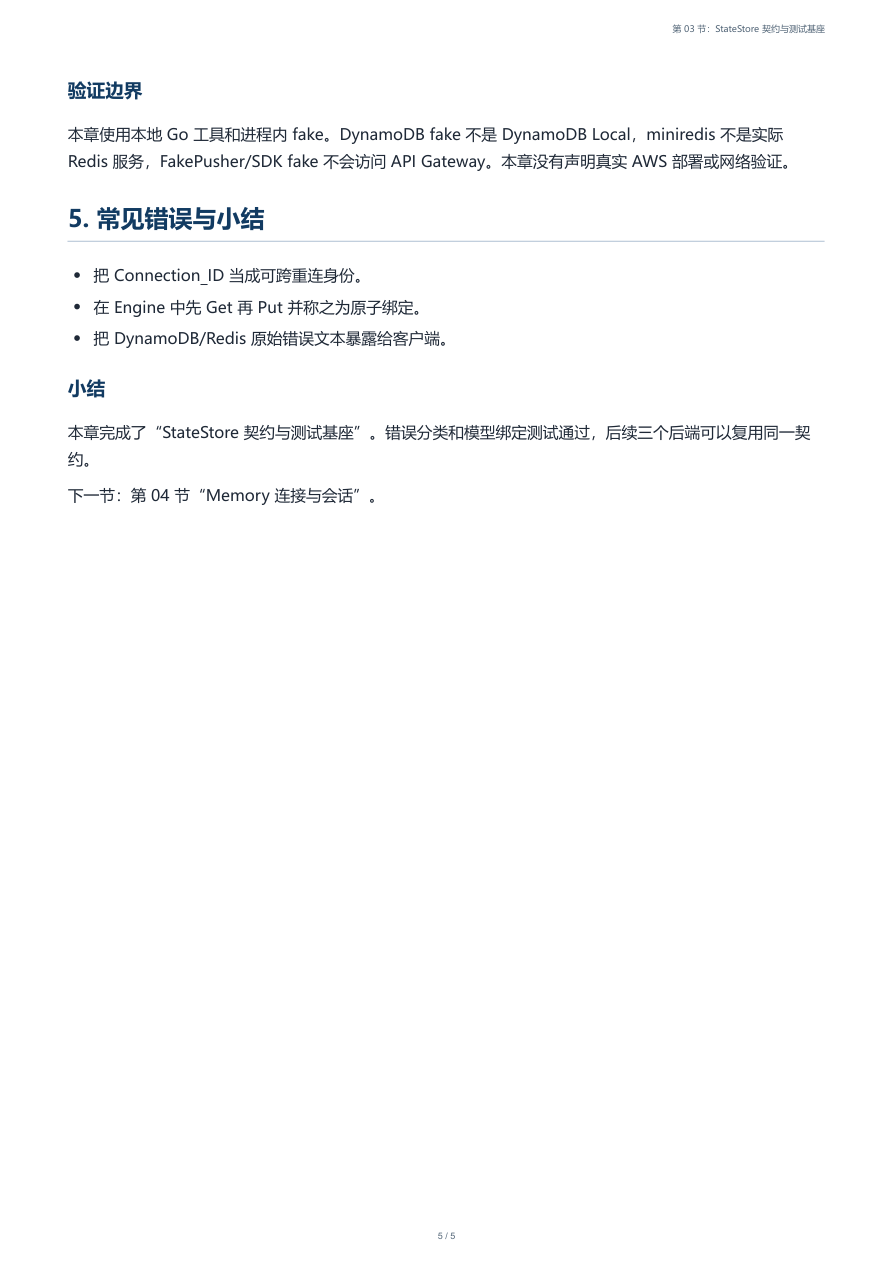 第 03 节：StateStore 契约与测试基座
验证边界
本章使用本地 Go 工具和进程内 fake。DynamoDB fake 不是 DynamoDB Local，miniredis 不是实际
Redis 服务，FakePusher/SDK fake 不会访问 API Gateway。本章没有声明真实 AWS 部署或网络验证。
5. 常见错误与小结
• 把 Connection_ID 当成可跨重连身份。
• 在 Engine 中先 Get 再 Put 并称之为原子绑定。
• 把 DynamoDB/Redis 原始错误文本暴露给客户端。
小结
本章完成了“StateStore 契约与测试基座”。错误分类和模型绑定测试通过，后续三个后端可以复用同一契
约。
下一节：第 04 节“Memory 连接与会话”。
5 / 5